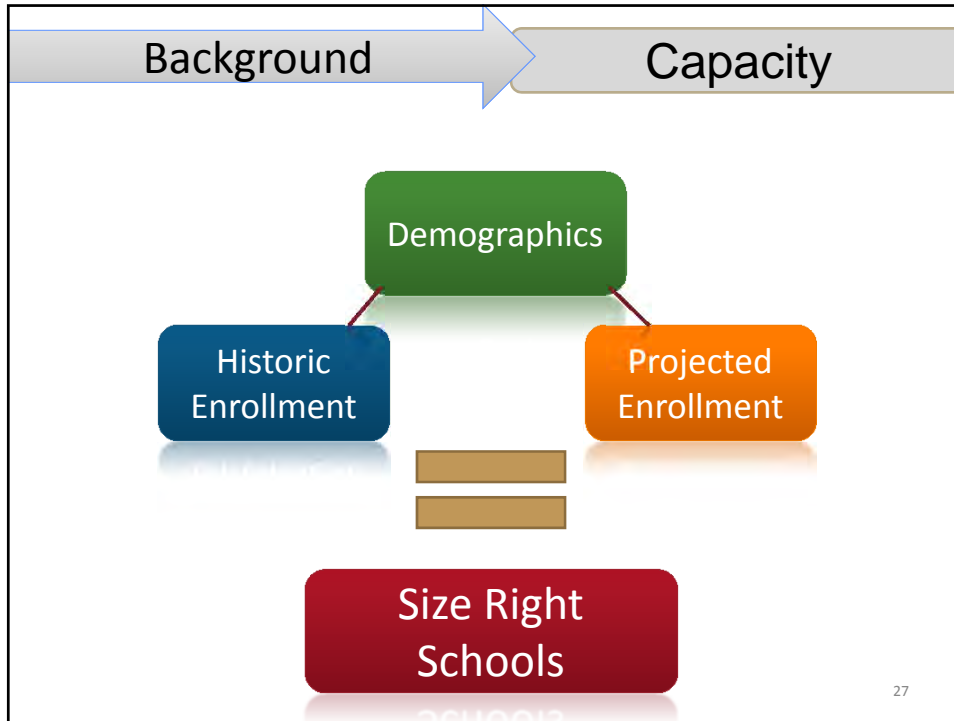 Background
Capacity
Demographics
Historic
Enrollment
Projected
Enrollment
Size Right
Schools
27